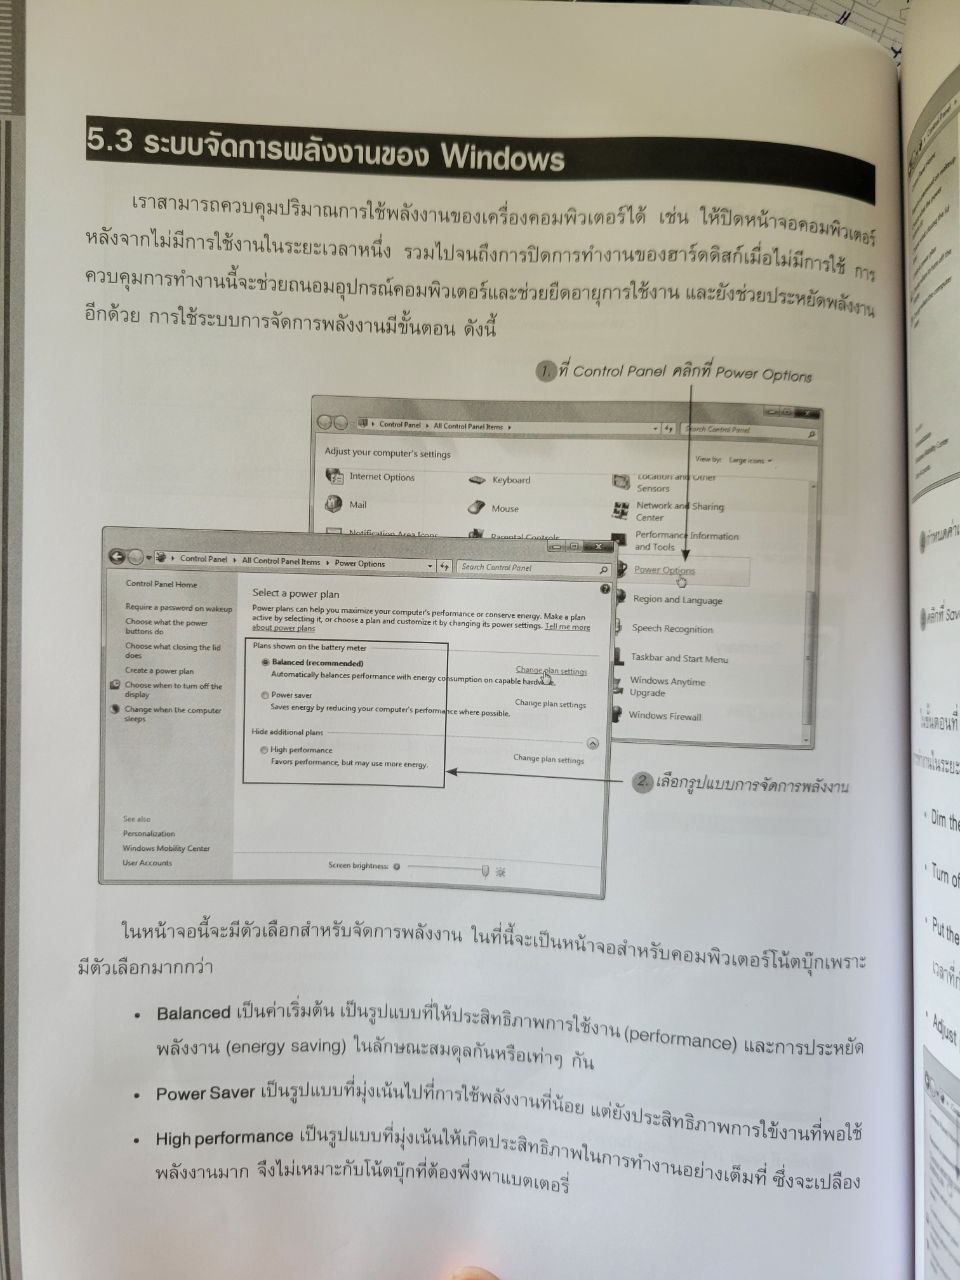 5.3 ระบบจัดการพลังงานของ Windows
เราสามารถควบคุมปริมาณการใช้พลังงานของเครื่องคอมพิวเตอร์ได้ เช่น ให้ปิดหน้าจอคอมพิวเตอร์
หลังจากไม่มีการใช้งานในระยะเวลาหนึ่ง รวมไปจนถึงการปิดการทำงานของฮาร์ดดิสก์เมื่อไม่มีการใช้ การ
ควบคุมการทำงานนี้จะช่วยถนอมอุปกรณ์คอมพิวเตอร์และช่วยยืดอายุการใช้งาน และยังช่วยประหยัดพลังงาน
อีกด้วย การใช้ระบบการจัดการพลังงานมีขั้นตอน ดังนี้
1. ที่ Control Panel คลิกที่ Power Options
Control Panel All Control Panel Items
Search Control Panel
Adjust your computer's settings
View by: Large icons
Internet Options
Keyboard
Location and Other
Sensors
Mail
Mouse
Network and Sharing
Center
Notification Area Icons
Parental Controls
Performance Information
and Tools
Power Options
Region and Language
Speech Recognition
Taskbar and Start Menu
Windows Anytime
Upgrade
Windows Firewall
Control Panel All Control Panel Items Power Options
Search Control Panel
Control Panel Home
Require a password on wakeup
Choose what the power
buttons do
Choose what closing the lid
does
Create a power plan
Choose when to turn off the
display
Change when the computer
sleeps
See also
Personalization
Windows Mobility Center
User Accounts
Select a power plan
Power plans can help you maximize your computer's performance or conserve energy. Make a plan
active by selecting it, or choose a plan and customize it by changing its power settings. Tell me more
about power plans
Plans shown on the battery meter
Balanced (recommended)
Change plan settings
Automatically balances performance with energy consumption on capable hardware.
Power saver
Change plan settings
Saves energy by reducing your computer's performance where possible.
Hide additional plans
High performance
Change plan settings
Favors performance, but may use more energy.
Screen brightness:
2. เลือกรูปแบบการจัดการพลังงาน
ในหน้าจอนี้จะมีตัวเลือกสำหรับจัดการพลังงาน ในที่นี้จะเป็นหน้าจอสำหรับคอมพิวเตอร์โน้ตบุ๊กเพราะ
มีตัวเลือกมากกว่า
• Balanced เป็นค่าเริ่มต้น เป็นรูปแบบที่ให้ประสิทธิภาพการใช้งาน (performance) และการประหยัด
พลังงาน (energy saving) ในลักษณะสมดุลกันหรือเท่าๆ กัน
• Power Saver เป็นรูปแบบที่มุ่งเน้นไปที่การใช้พลังงานที่น้อย แต่ยังประสิทธิภาพการใช้งานที่พอใช้
• High performance เป็นรูปแบบที่มุ่งเน้นให้เกิดประสิทธิภาพในการทำงานอย่างเต็มที่ ซึ่งจะเปลือง
พลังงานมาก จึงไม่เหมาะกับโน้ตบุ๊กที่ต้องพึ่งพาแบตเตอรี่
คลิกที่
ในขั้นตอนที่
• Dim the
• Turn of
• Put the
• Adjust